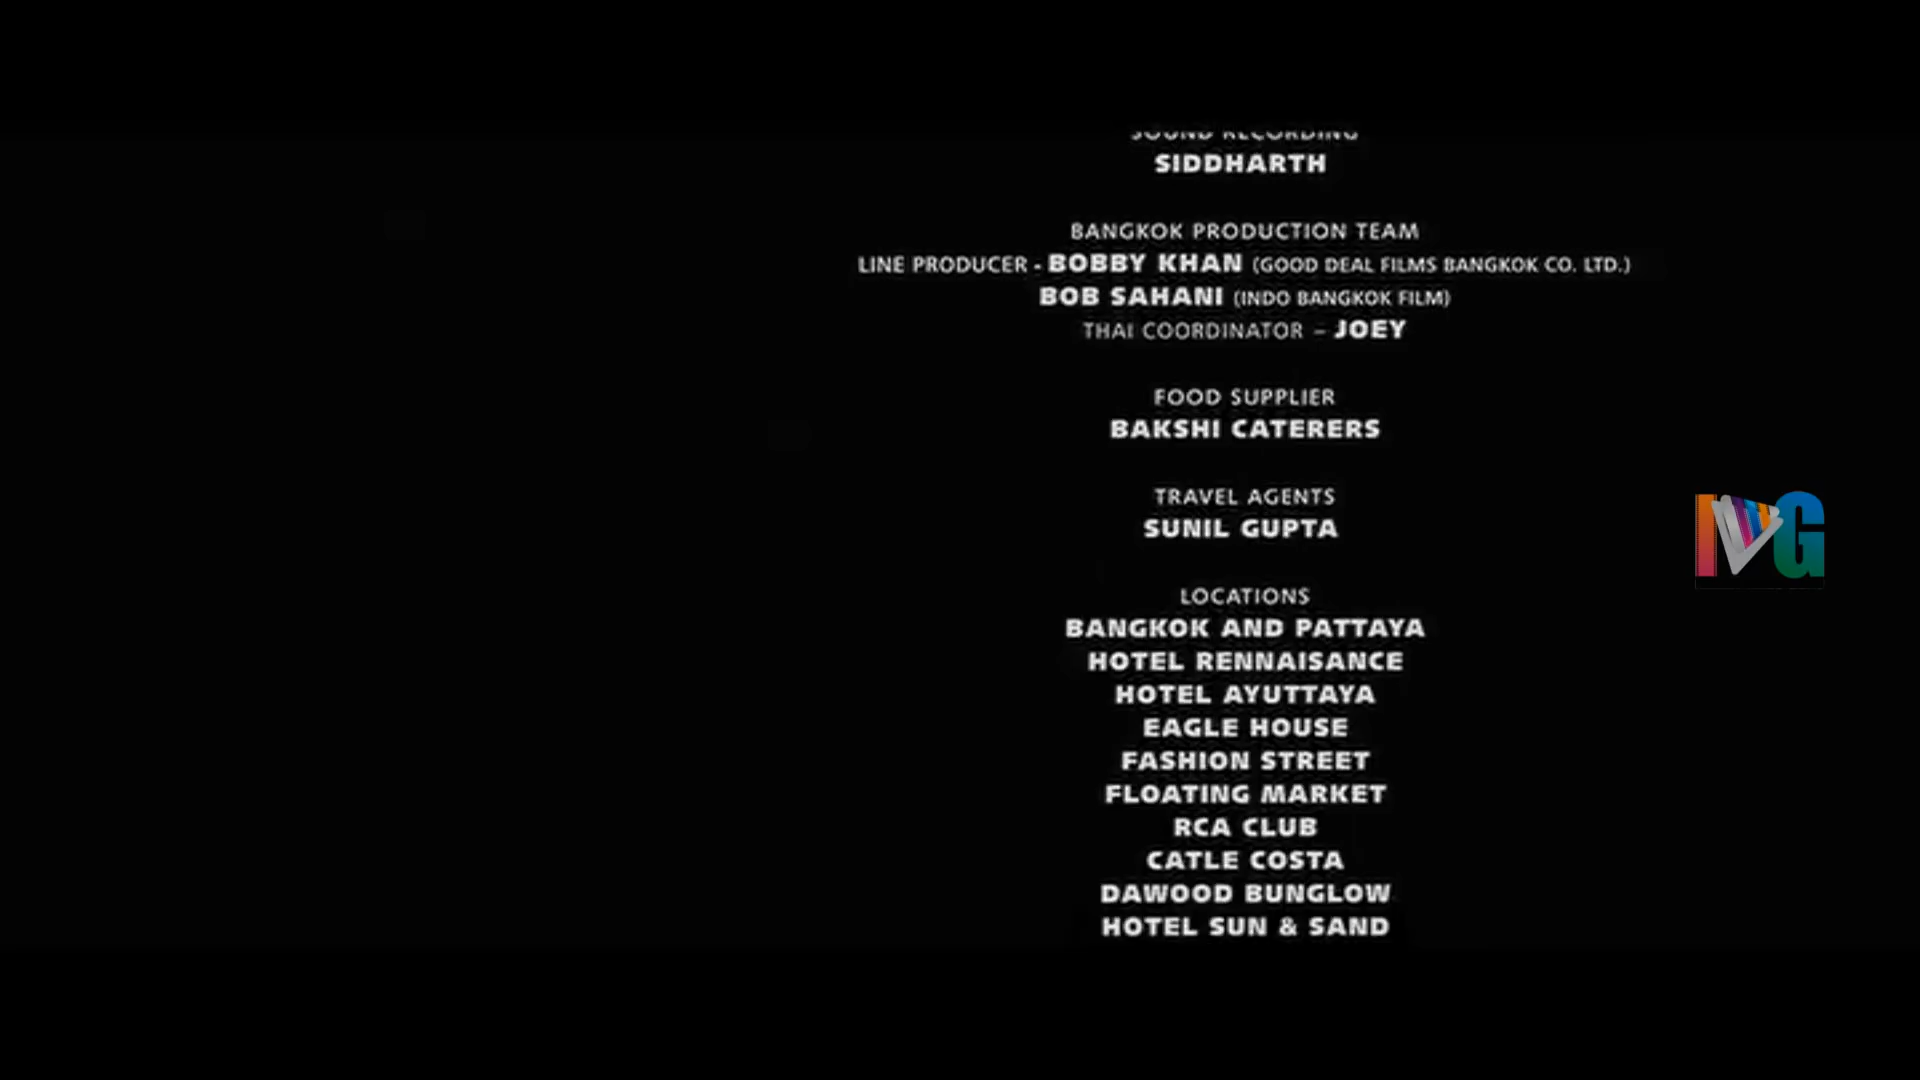 SOUND RECORDING
SIDDHARTH
BANGKOK PRODUCTION TEAM
LINE PRODUCER - BOBBY KHAN (GOOD DEAL FILMS BANGKOK CO. LTD.)
BOB SAHANI (INDO BANGKOK FILM)
THAI COORDINATOR – JOEY
FOOD SUPPLIER
BAKSHI CATERERS
TRAVEL AGENTS
SUNIL GUPTA
LOCATIONS
BANGKOK AND PATTAYA
HOTEL RENNAISANCE
HOTEL AYUTTAYA
EAGLE HOUSE
FASHION STREET
FLOATING MARKET
RCA CLUB
CATLE COSTA
DAWOOD BUNGLOW
HOTEL SUN & SAND